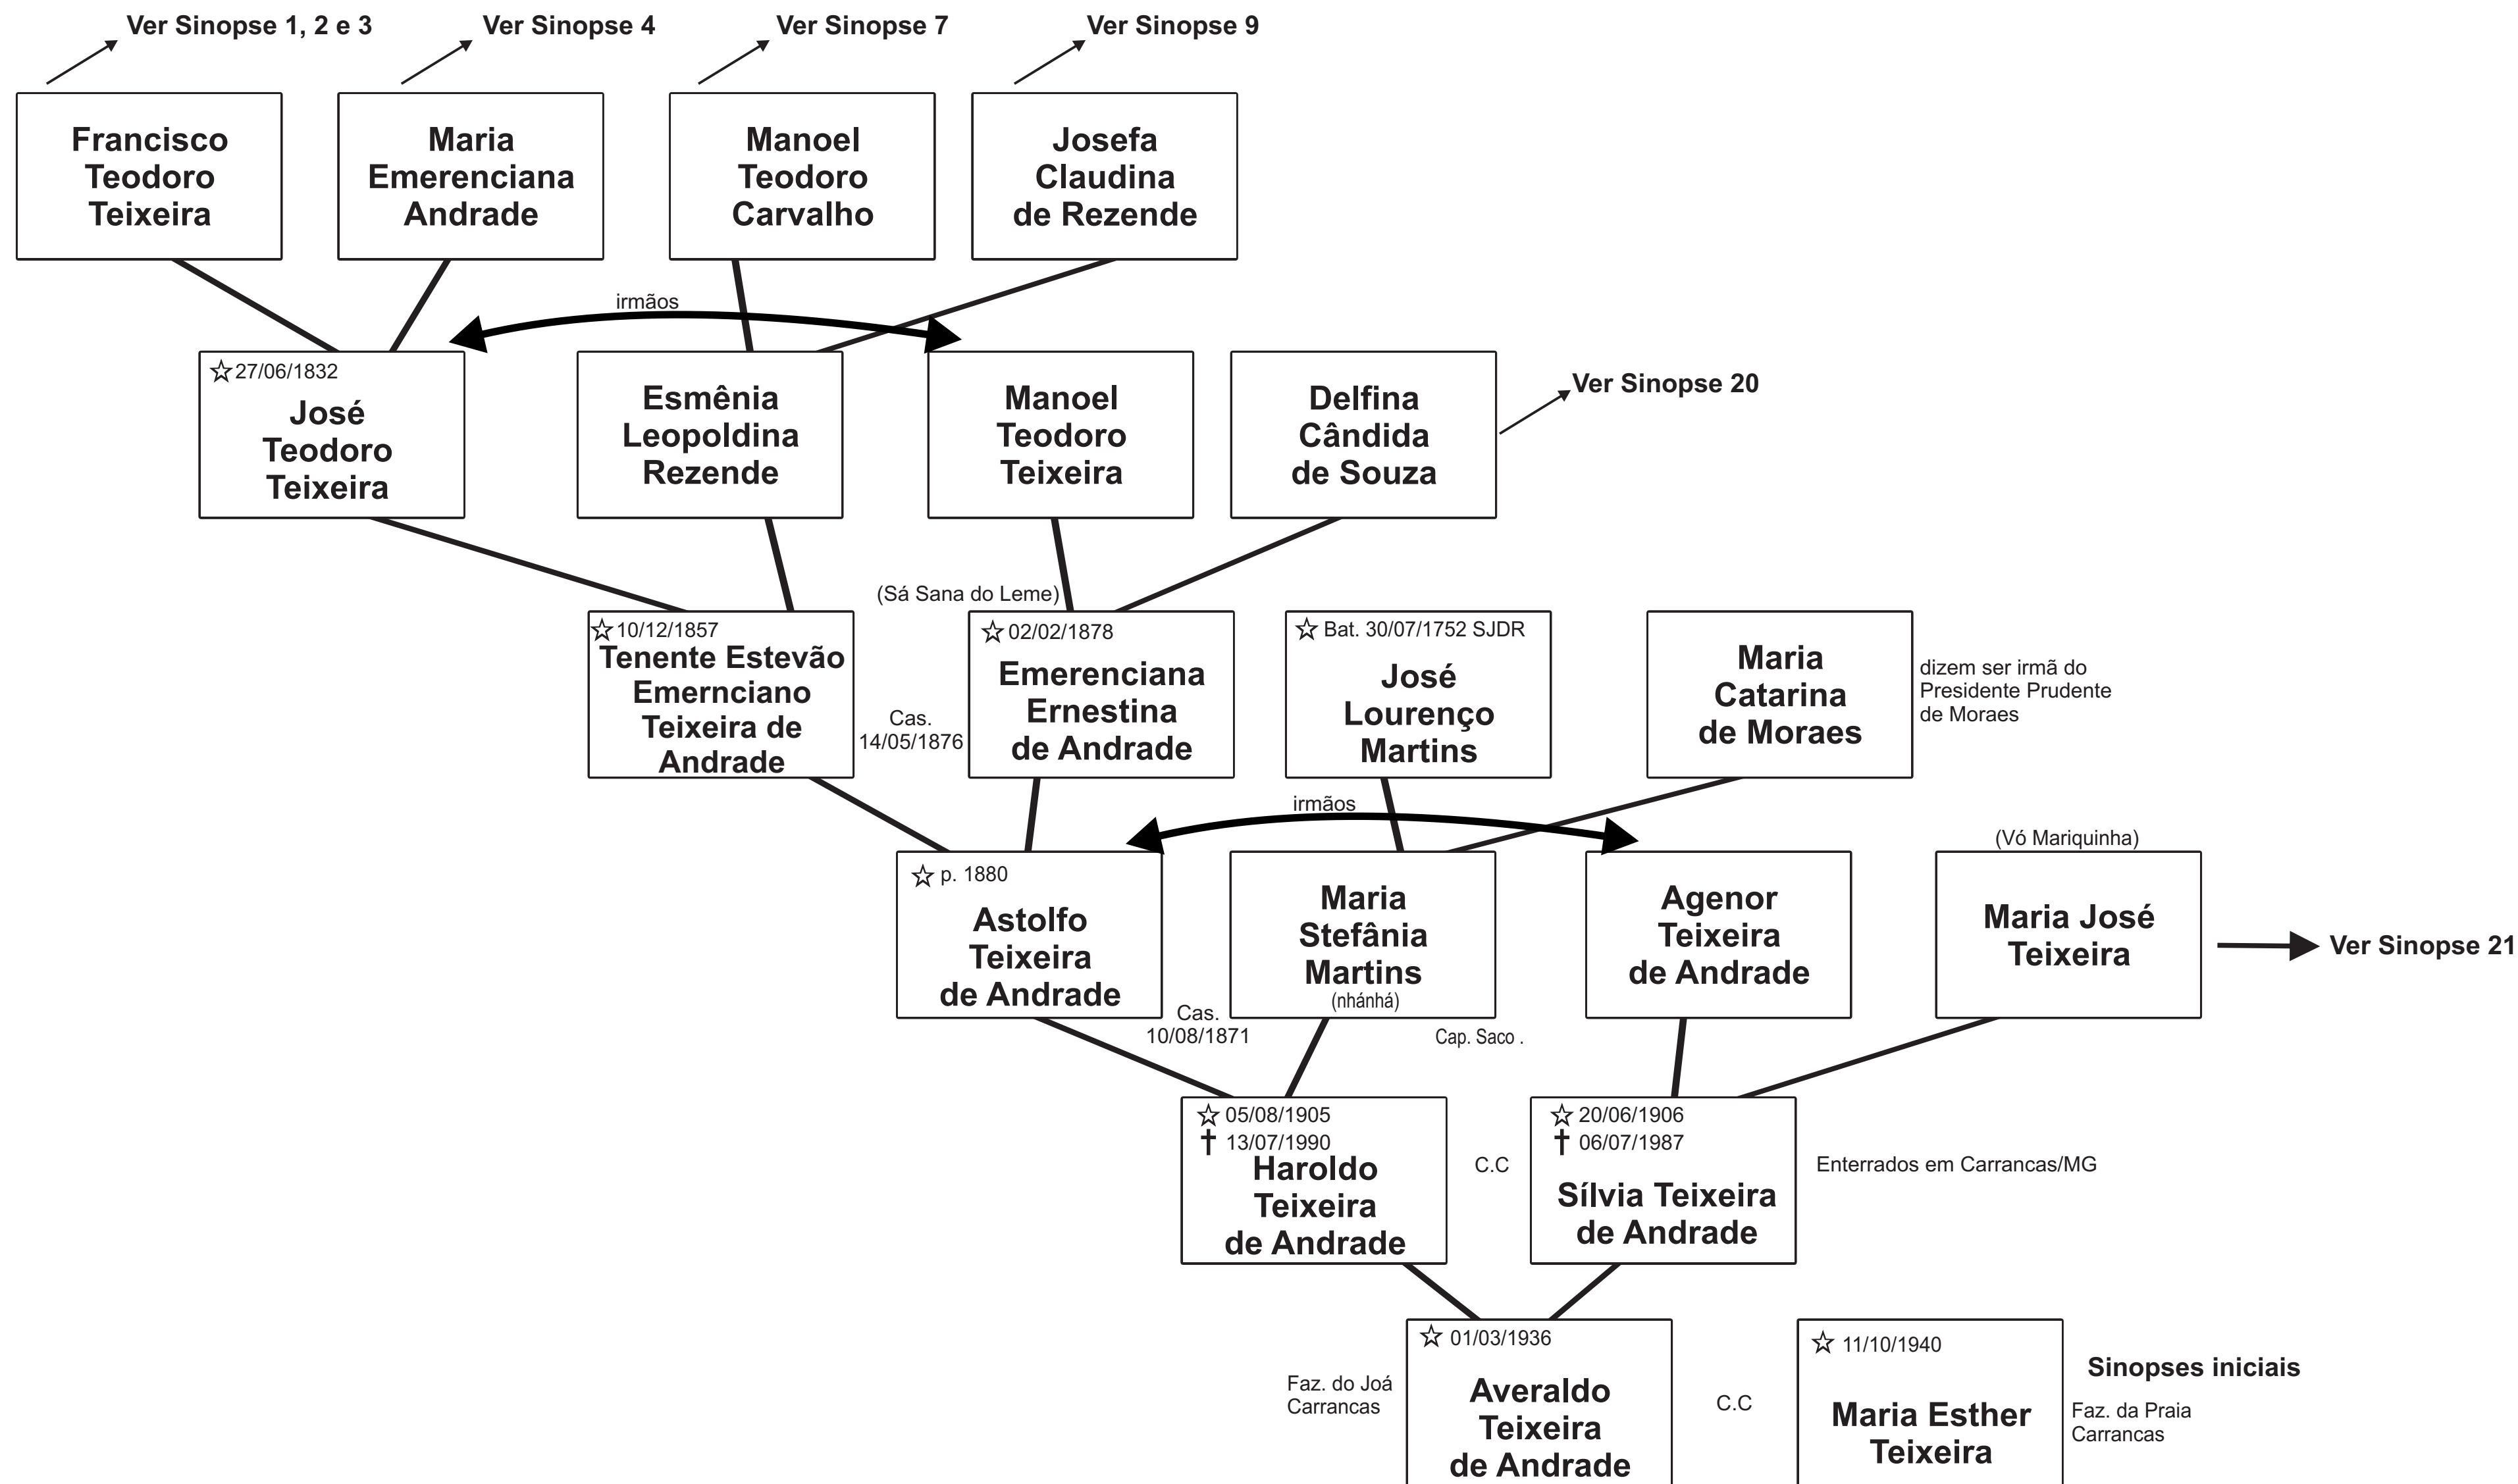 Ver Sinopse 1, 2 e 3
Ver Sinopse 4
Ver Sinopse 7
Ver Sinopse 9
Francisco
Teodoro
Teixeira
Maria
Emerenciana
Andrade
Manoel
Teodoro
Carvalho
Josefa
Claudina
de Rezende
irmãos
☆27/06/1832
José
Teodoro
Teixeira
Esmênia
Leopoldina
Rezende
Manoel
Teodoro
Teixeira
Delfina
Cândida
de Souza
Ver Sinopse 20
☆10/12/1857
Tenente Estevão
Emernciano
Teixeira de
Andrade
Cas.
14/05/1876
(Sá Sana do Leme)
☆02/02/1878
Emerenciana
Ernestina
de Andrade
☆ Bat. 30/07/1752 SJDR
José
Lourenço
Martins
Maria
Catarina
de Moraes
dizem ser irmã do
Presidente Prudente
de Moraes
irmãos
☆ p. 1880
Astolfo
Teixeira
de Andrade
Cas.
10/08/1871
Maria
Stefânia
Martins
(nhánhá)
Cap. Saco .
Agenor
Teixeira
de Andrade
(Vó Mariquinha)
Maria José
Teixeira
Ver Sinopse 21
☆ 05/08/1905
† 13/07/1990
Haroldo
Teixeira
de Andrade
C.C
☆ 20/06/1906
† 06/07/1987
Sílvia Teixeira
de Andrade
Enterrados em Carrancas/MG
Faz. do Joá
Carrancas
☆ 01/03/1936
Averaldo
Teixeira
de Andrade
C.C
☆ 11/10/1940
Maria Esther
Teixeira
Sinopses iniciais
Faz. da Praia
Carrancas